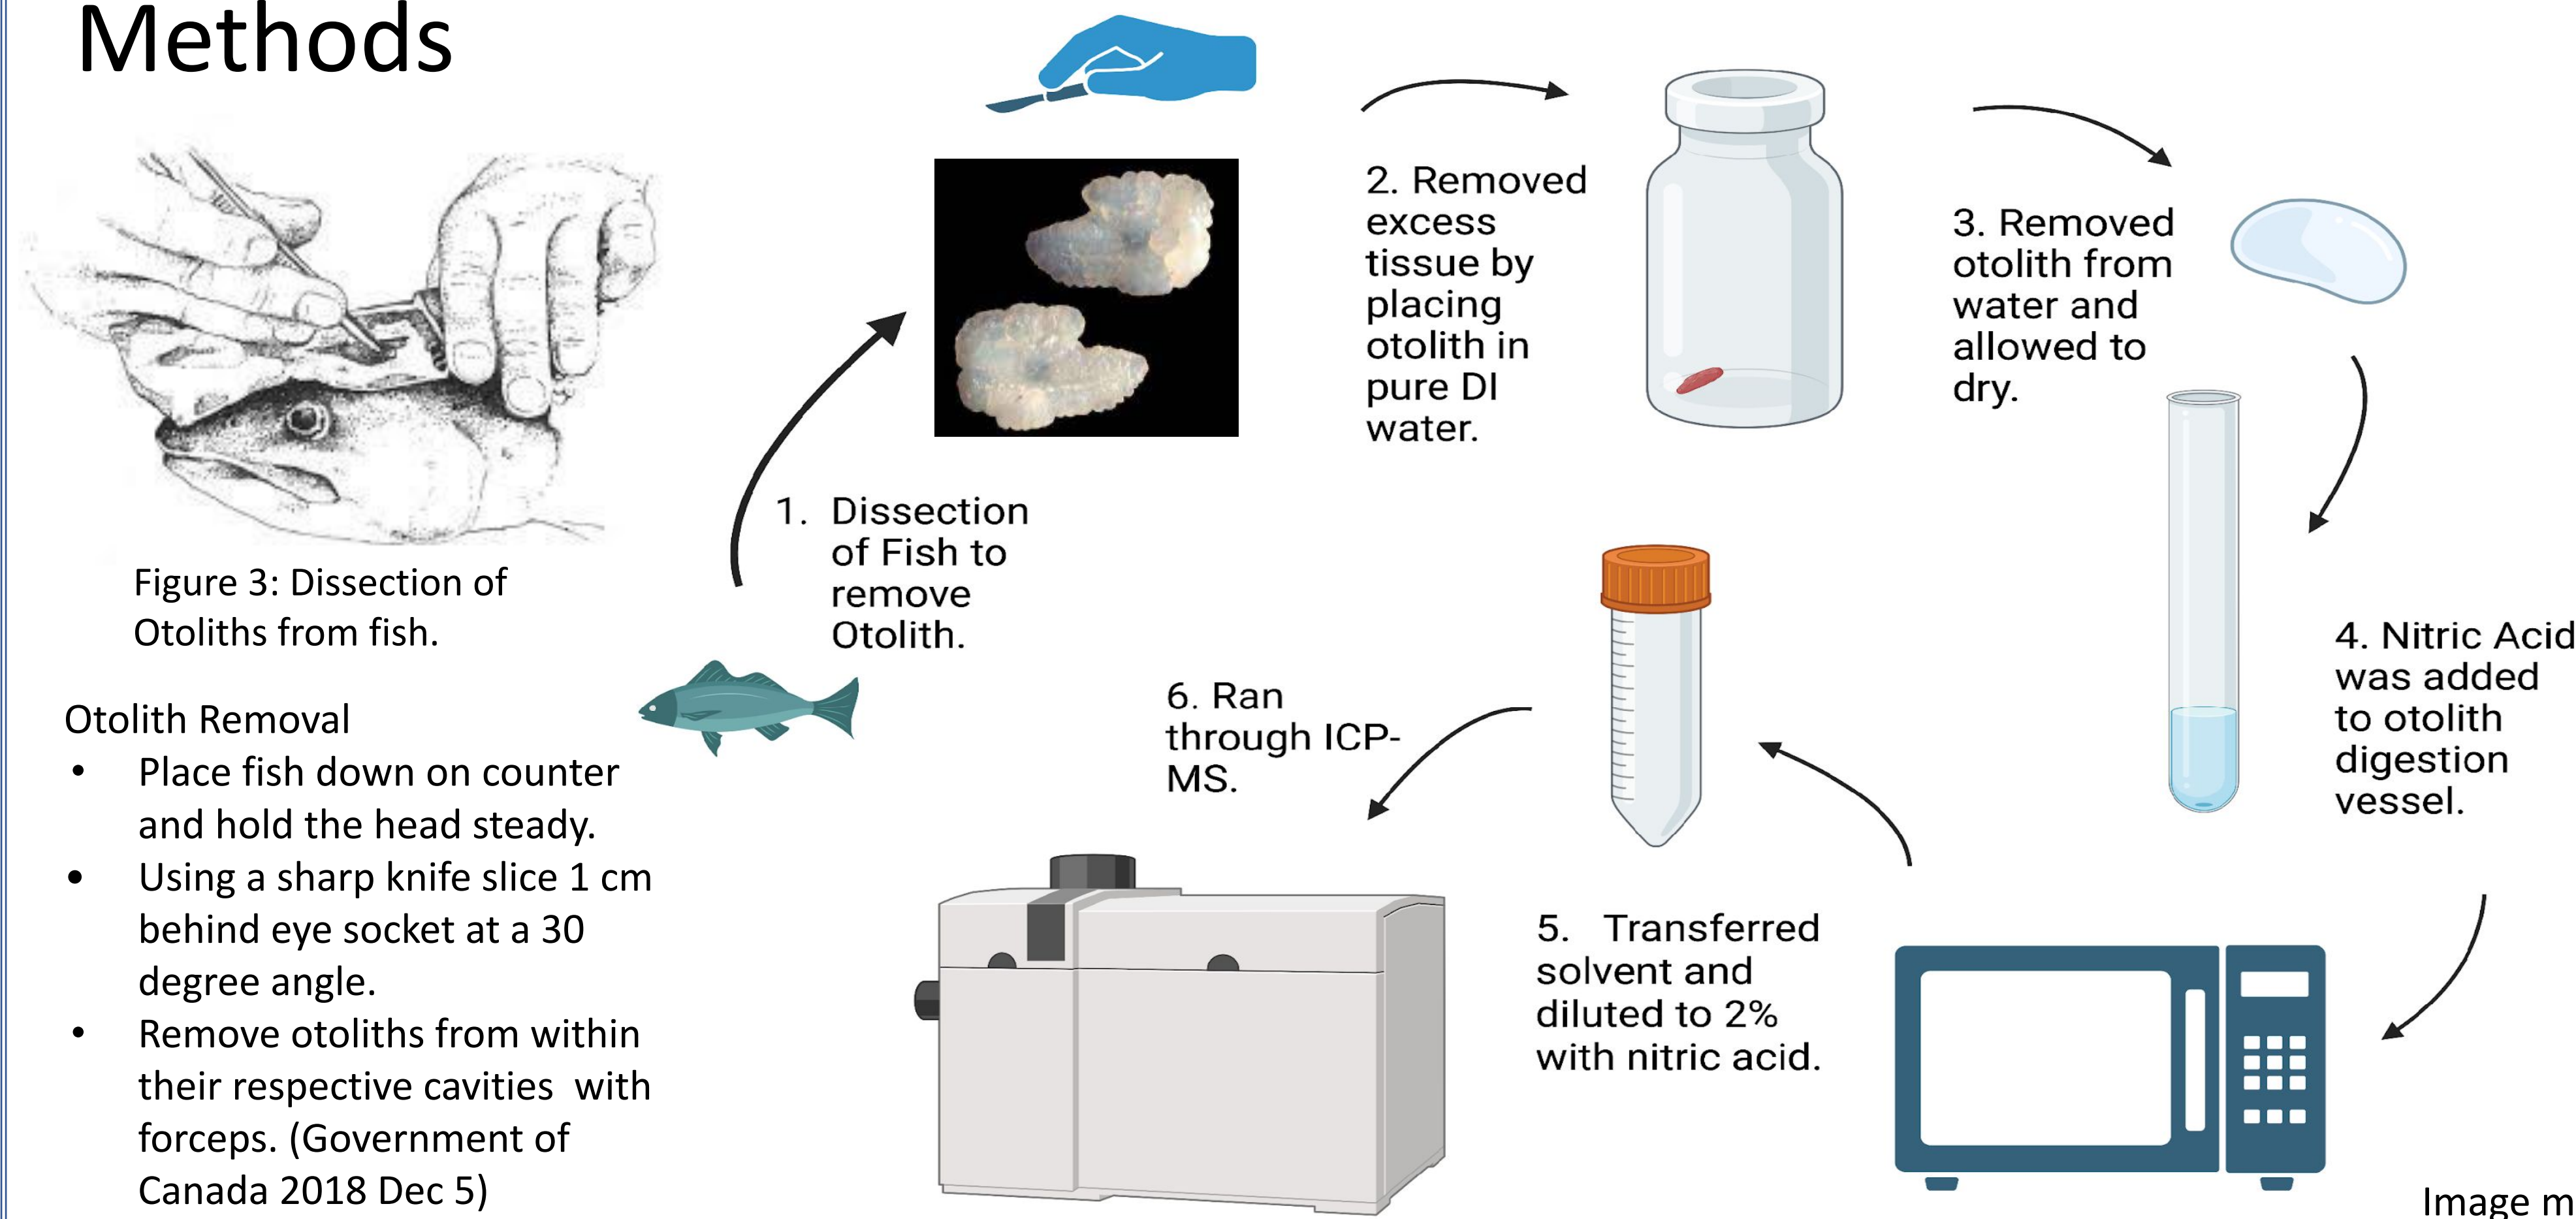 Methods
Figure 3: Dissection of
Otoliths from fish.
Otolith Removal
• Place fish down on counter
and hold the head steady.
• Using a sharp knife slice 1 cm
behind eye socket at a 30
degree angle.
• Remove otoliths from within
their respective cavities  with
forceps. (Government of
Canada 2018 Dec 5)
1. Dissection
of Fish to
remove
Otolith.
2. Removed
excess
tissue by
placing
otolith in
pure DI
water.
3. Removed
otolith from
water and
allowed to
dry.
4. Nitric Acid
was added
to otolith
digestion
vessel.
5. Transferred
solvent and
diluted to 2%
with nitric acid.
6. Ran
through ICP-
MS.
Image m